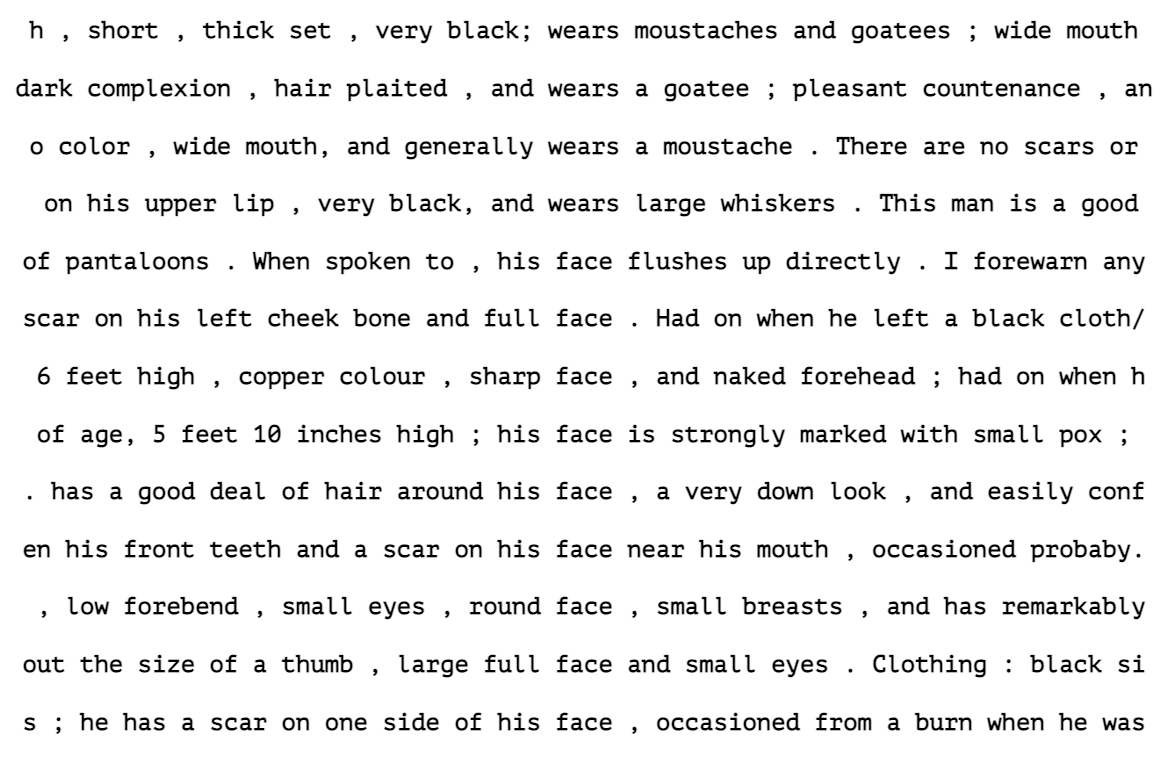 h , short , thick set , very black; wears moustaches and goatees ; wide mouth
dark complexion , hair plaited , and wears a goatee ; pleasant countenance , an
o color , wide mouth, and generally wears a moustache . There are no scars or
on his upper lip , very black, and wears large whiskers . This man is a good
of pantaloons . When spoken to , his face flushes up directly . I forewarn any
scar on his left cheek bone and full face . Had on when he left a black cloth/
6 feet high , copper colour , sharp face , and naked forehead ; had on when h
of age, 5 feet 10 inches high ; his face is strongly marked with small pox ;
. has a good deal of hair around his face , a very down look , and easily conf
en his front teeth and a scar on his face near his mouth , occasioned probaby.
, low forebend , small eyes , round face , small breasts , and has remarkably
out the size of a thumb , large full face and small eyes . Clothing : black si
s ; he has a scar on one side of his face , occasioned from a burn when he was